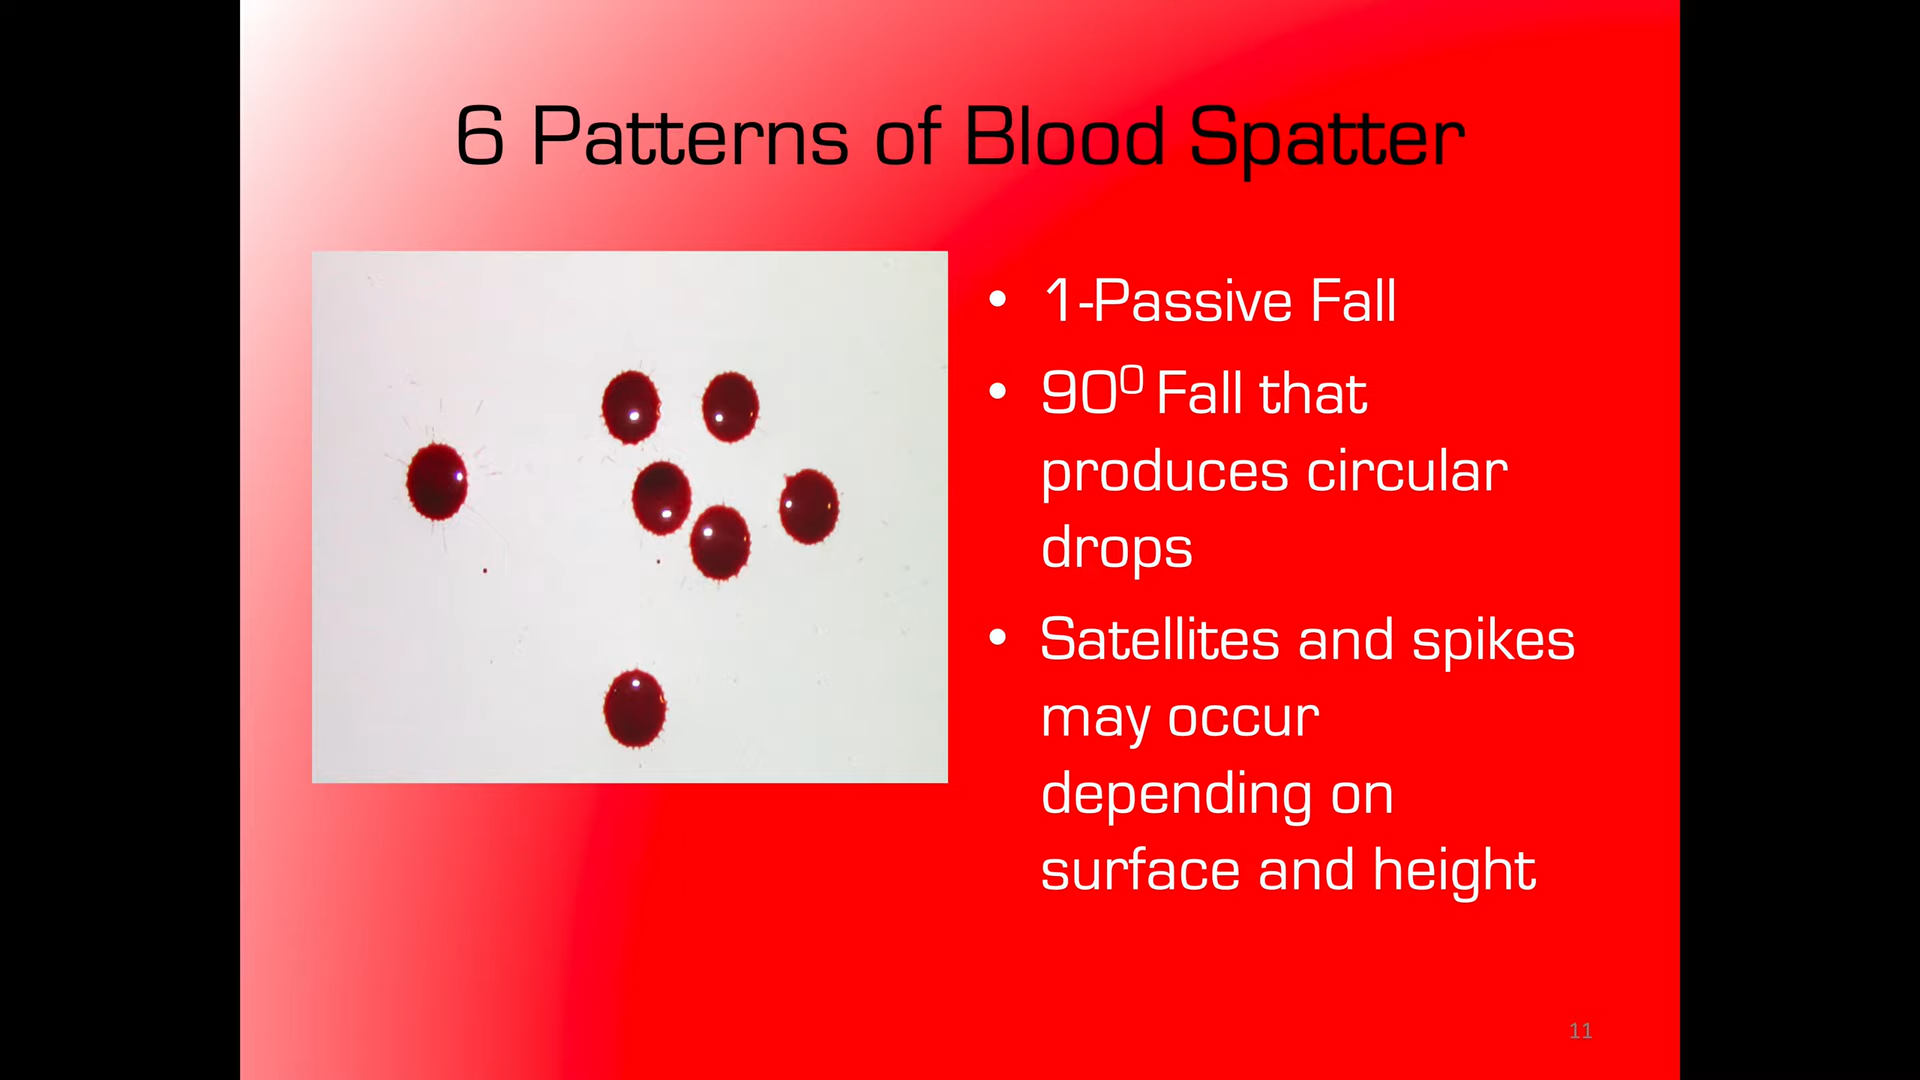 6 Patterns of Blood Spatter
• 1-Passive Fall
• 90⁰ Fall that
produces circular
drops
• Satellites and spikes
may occur
depending on
surface and height
11